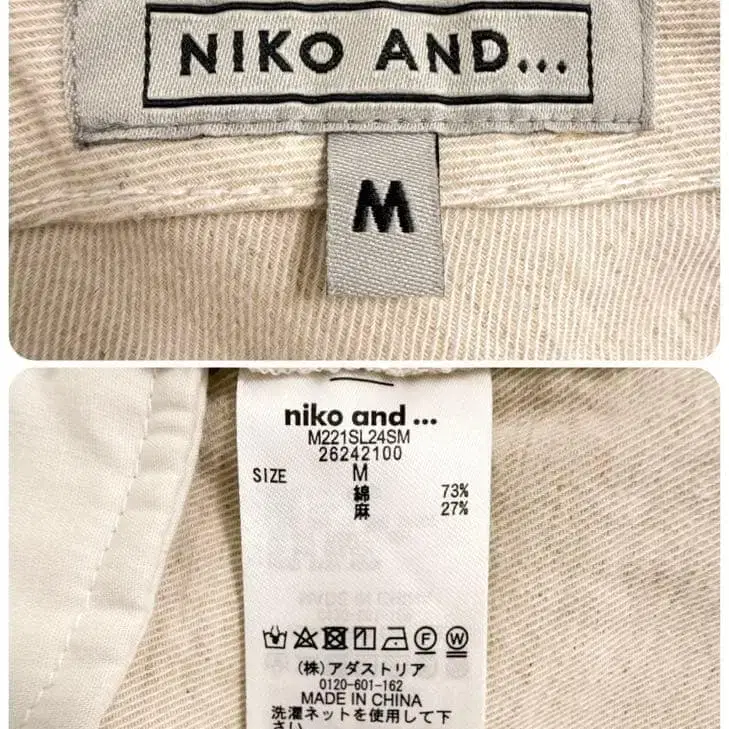 NIKO AND...
M
niko and ...
M221SL24SM
26242100
SIZE M
綿 73%
麻 27%
(株)アダストリア
0120-601-162
MADE IN CHINA
洗濯ネットを使用して下
さい